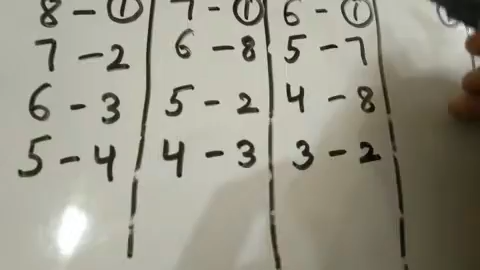 8 - ① 7 - ① 6 - ①
7 - 2 6 - 8 5 - 7
6 - 3 5 - 2 4 - 8
5 - 4 4 - 3 3 - 2